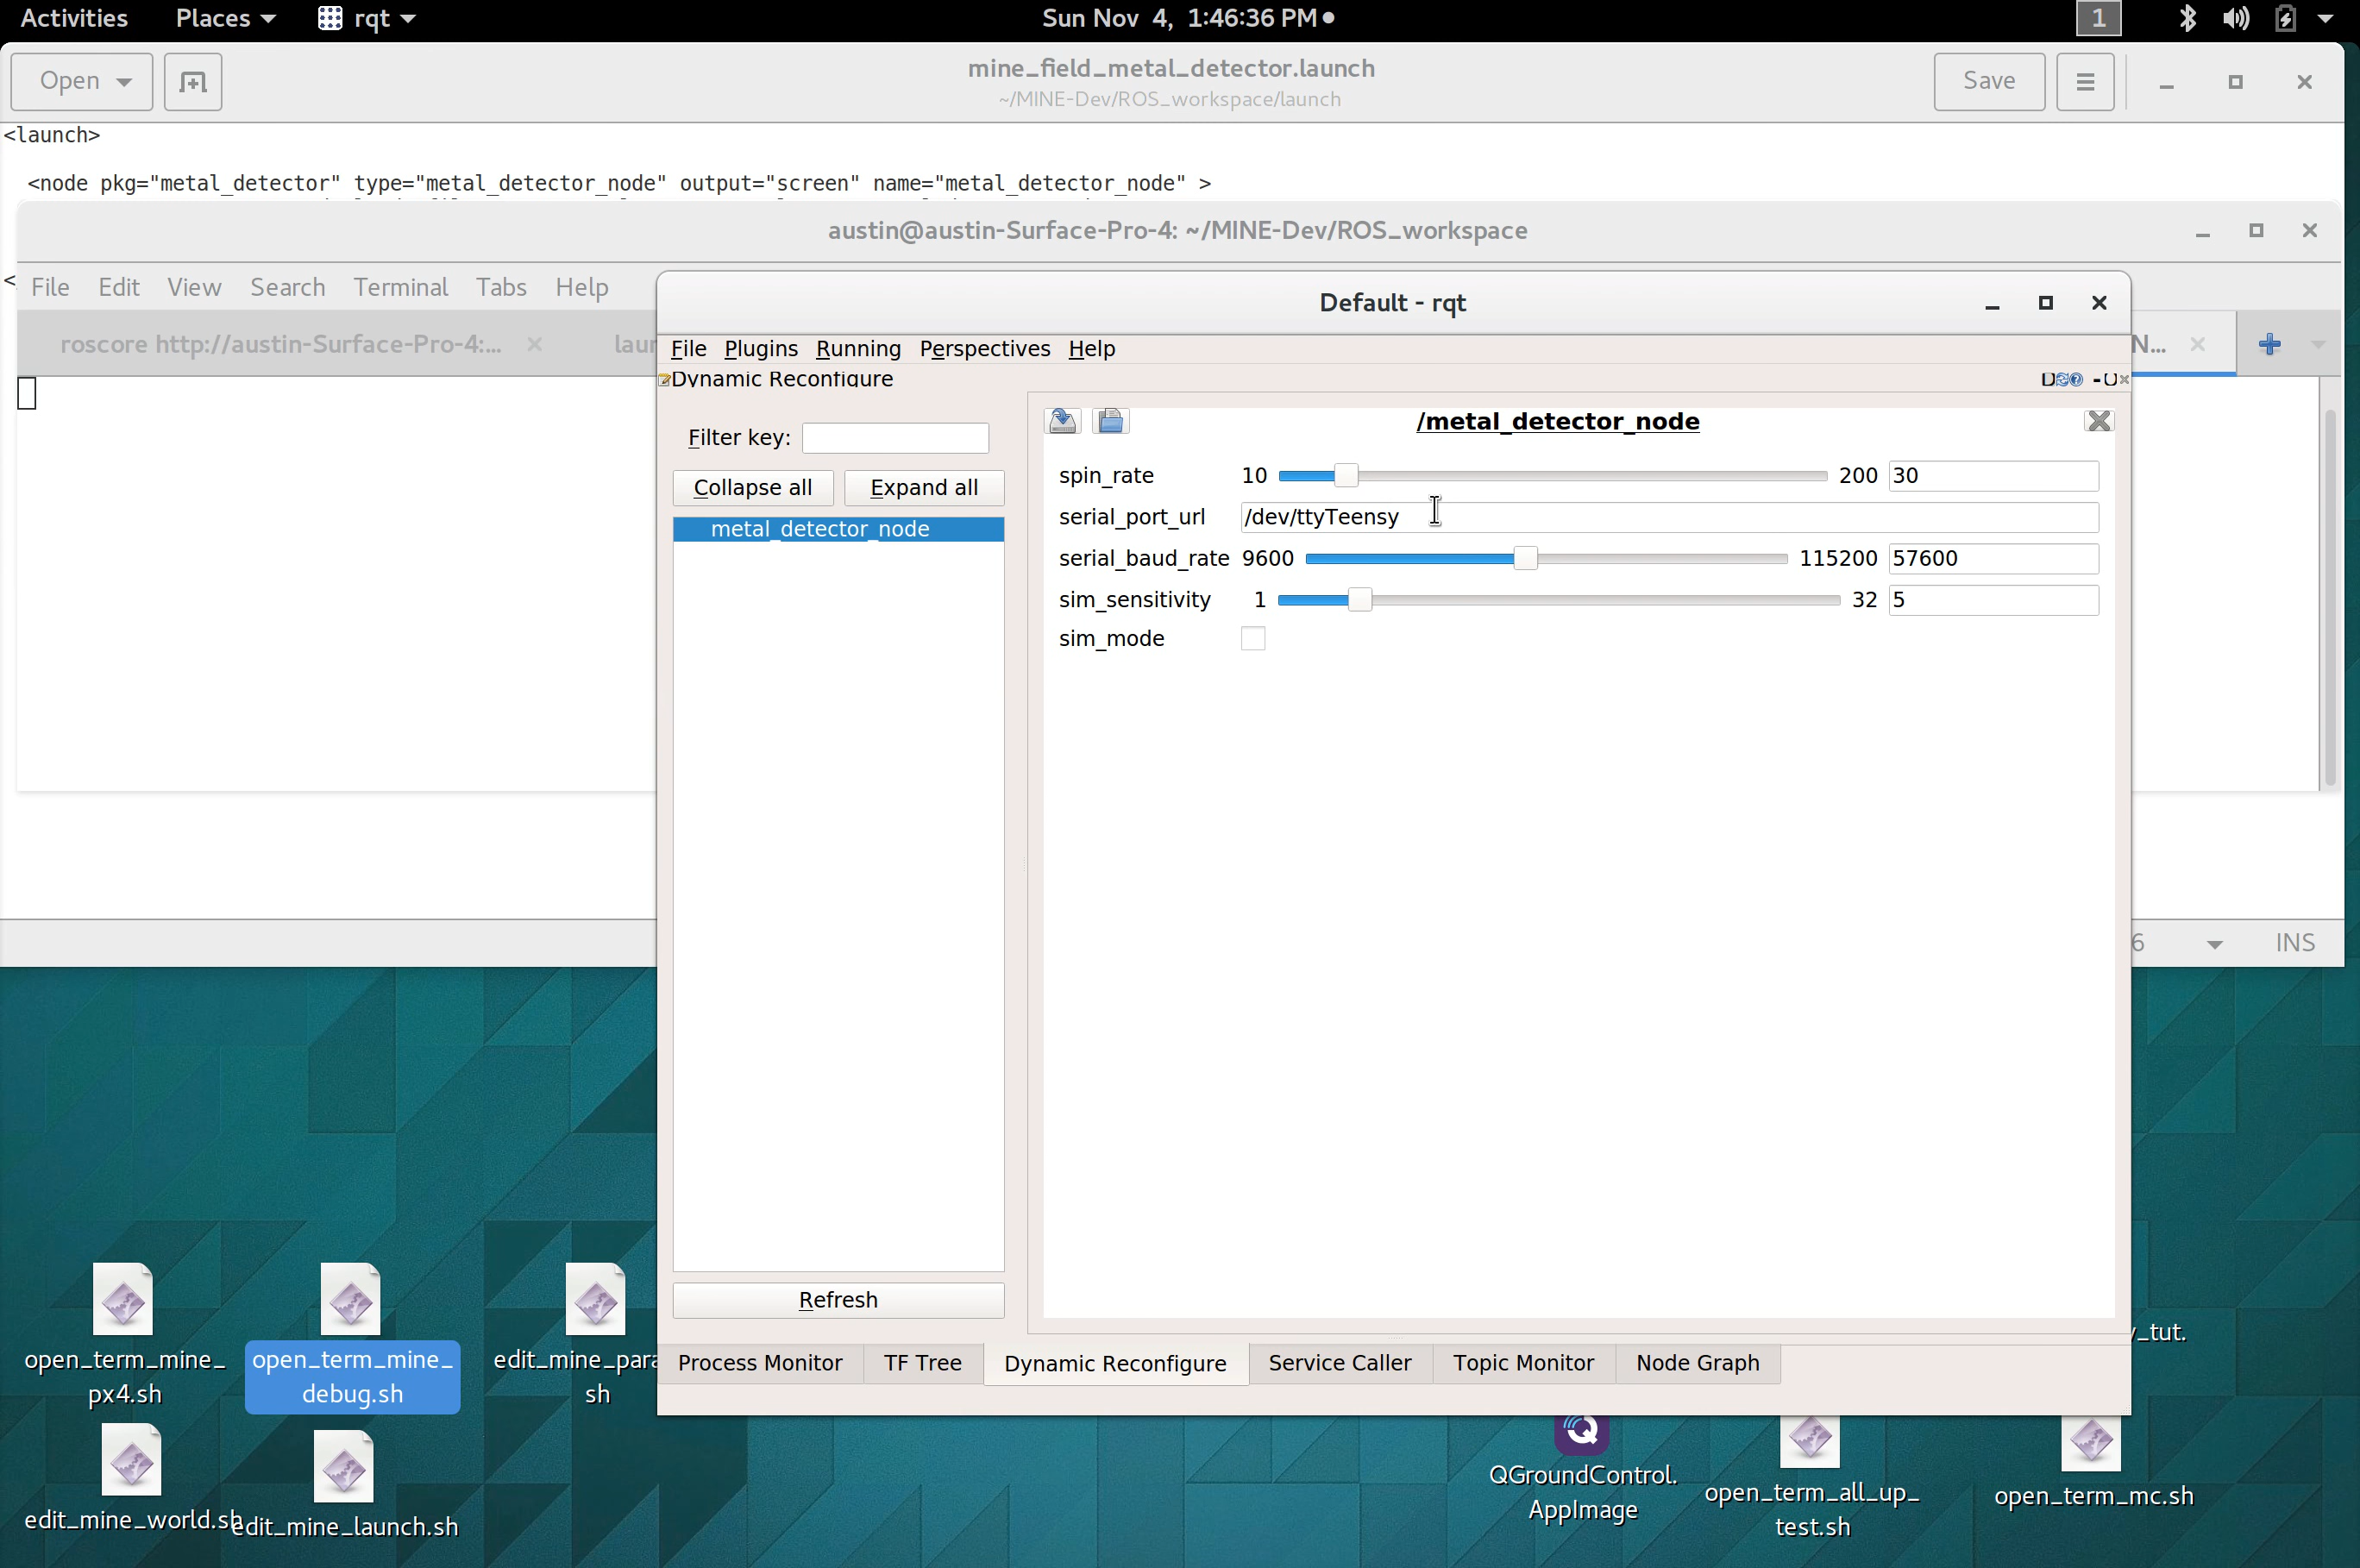 Activities Places rqt Sun Nov 4, 1:46:36 PM 1
Open mine_field_metal_detector.launch Save
~/MINE-Dev/ROS_workspace/launch
<launch>
<node pkg="metal_detector" type="metal_detector_node" output="screen" name="metal_detector_node" >
austin@austin-Surface-Pro-4: ~/MINE-Dev/ROS_workspace
<
File Edit View Search Terminal Tabs Help
roscore http://austin-Surface-Pro-4:... × laun N... ×
Default - rqt
File Plugins Running Perspectives Help
Dynamic Reconfigure
Filter key:
Collapse all Expand all
metal_detector_node
Refresh
/metal_detector_node
spin_rate 10 200 30
serial_port_url /dev/ttyTeensy
serial_baud_rate 9600 115200 57600
sim_sensitivity 1 32 5
sim_mode
Process Monitor TF Tree Dynamic Reconfigure Service Caller Topic Monitor Node Graph
6 INS
open_term_mine_
px4.sh
open_term_mine_
debug.sh
edit_mine_para
sh
y_tut.
edit_mine_world.sh
edit_mine_launch.sh
QGroundControl.
AppImage
open_term_all_up_
test.sh
open_term_mc.sh